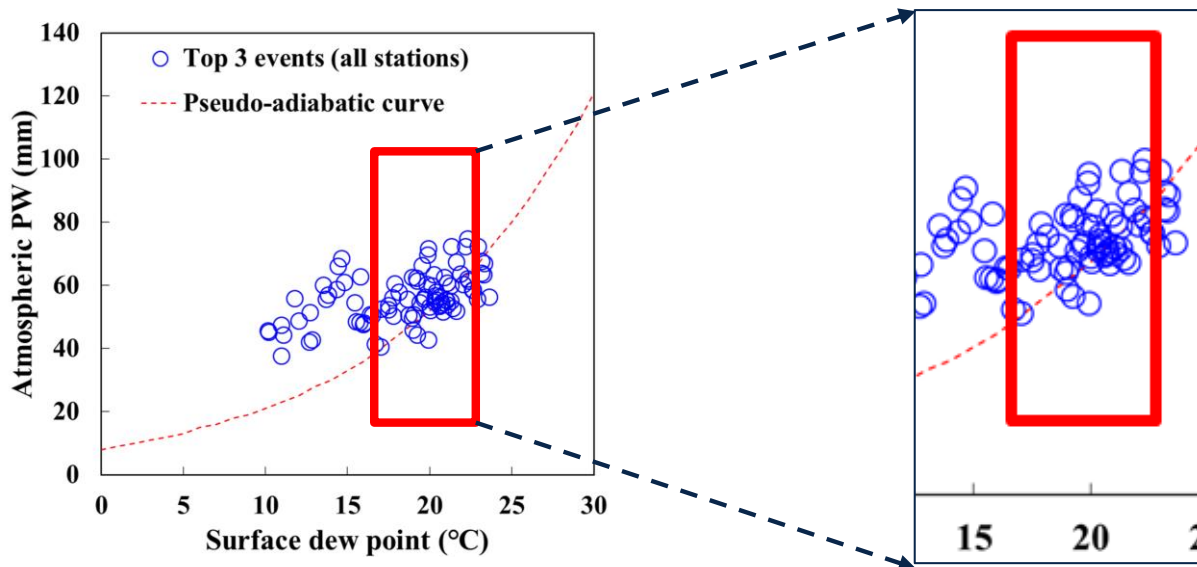 140
120
100
80
60
40
20
0
Atmospheric PW (mm)
Top 3 events (all stations)
Pseudo-adiabatic curve
0 5 10 15 20 25 30
Surface dew point (°C)
15 20 2